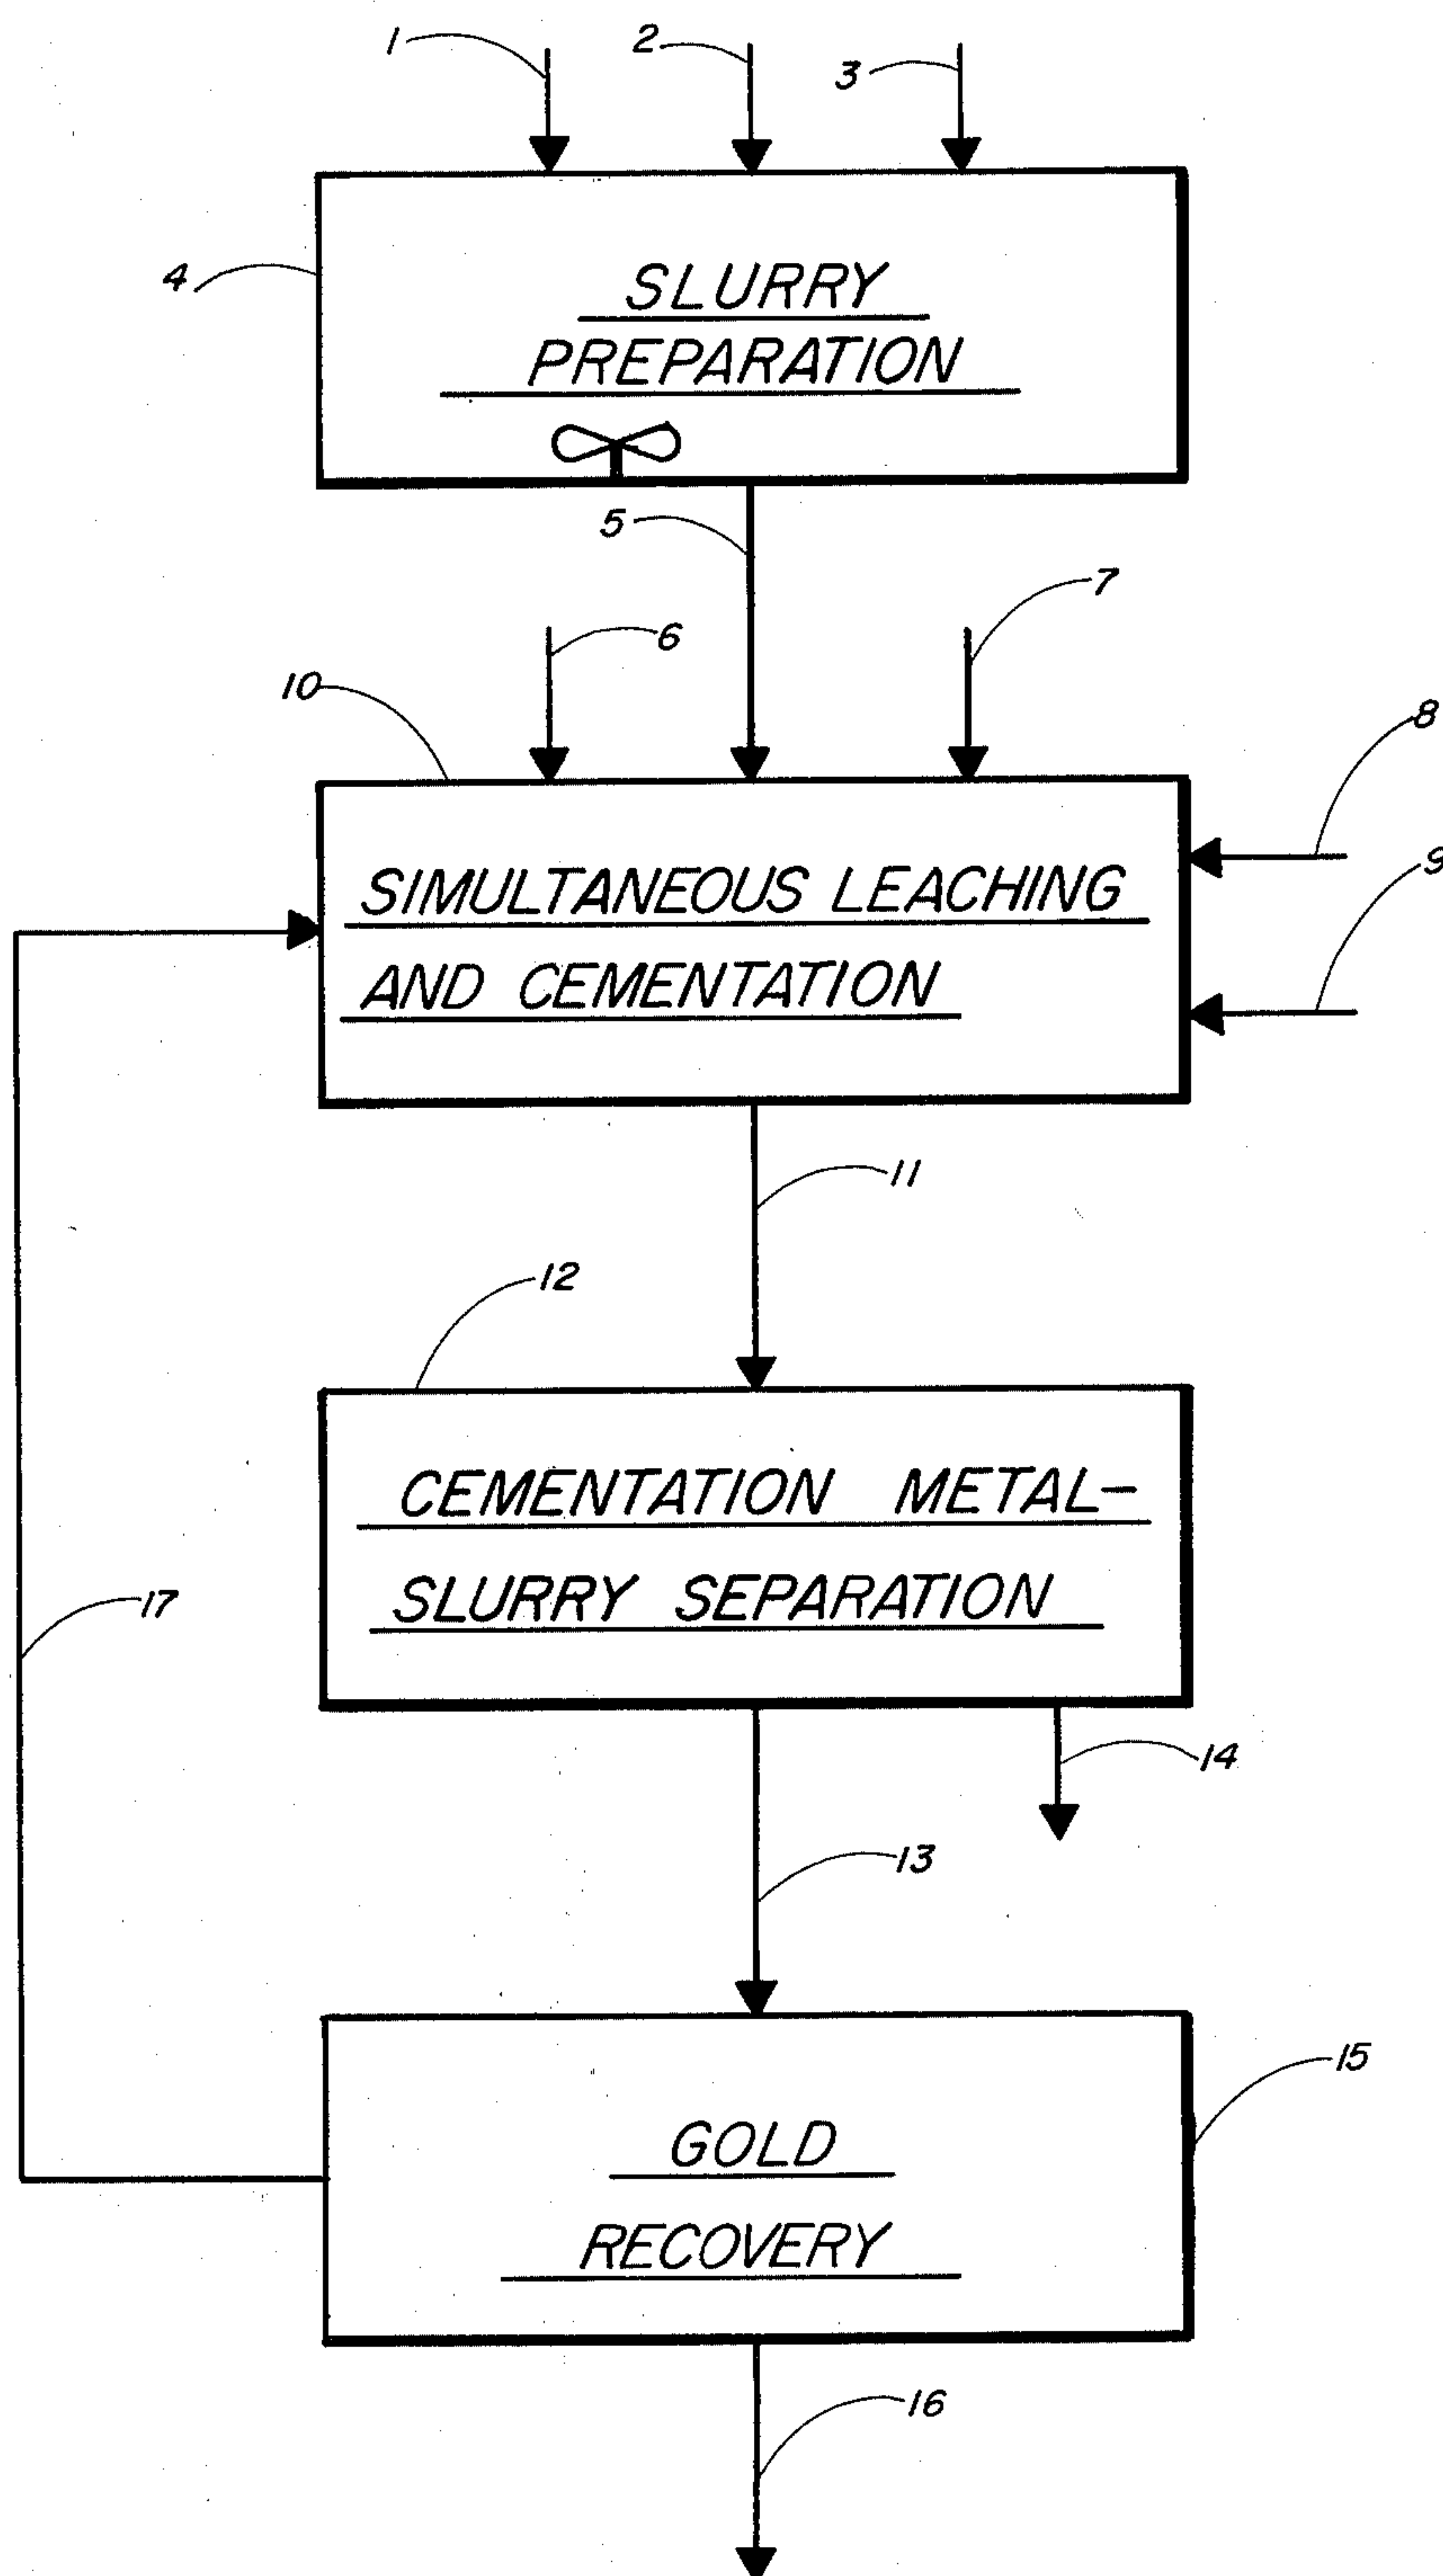 1
2
3
4
SLURRY
PREPARATION
5
6
7
8
9
10
SIMULTANEOUS LEACHING
AND CEMENTATION
11
12
CEMENTATION METAL-
SLURRY SEPARATION
17
14
13
15
GOLD
RECOVERY
16